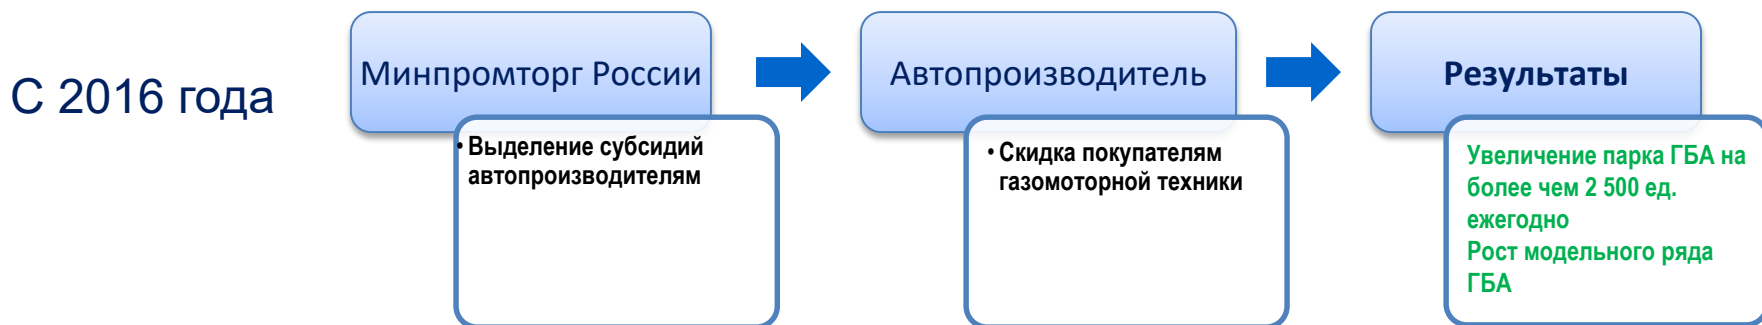 С 2016 года
Минпромторг России
• Выделение субсидий
автопроизводителям
Автопроизводитель
• Скидка покупателям
газомоторной техники
Результаты
Увеличение парка ГБА на
более чем 2 500 ед.
ежегодно
Рост модельного ряда
ГБА